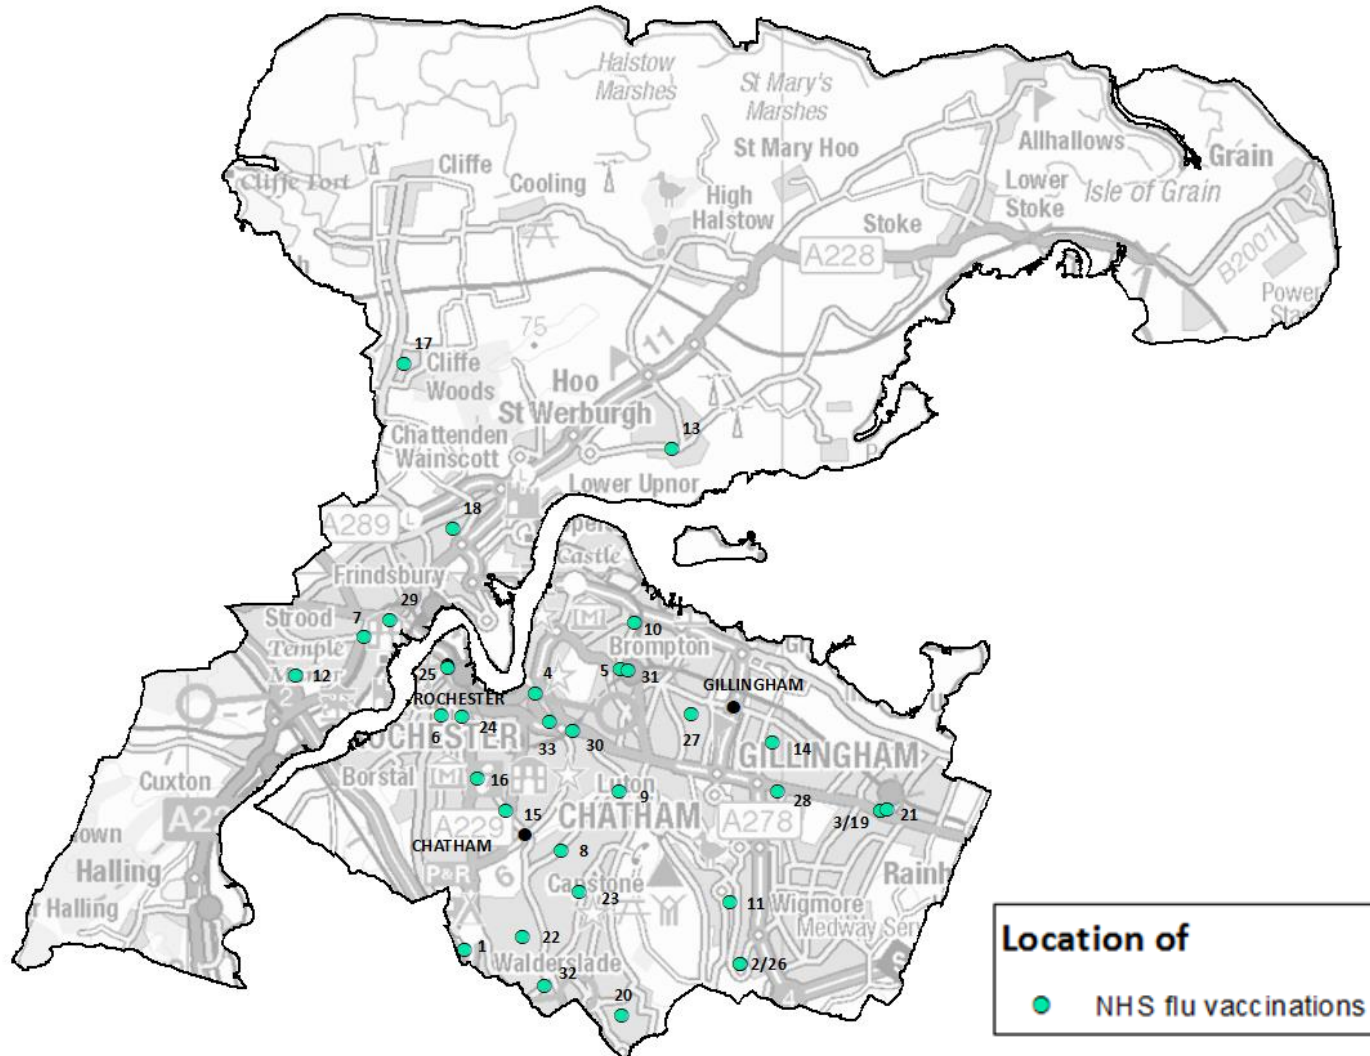 Halstow
Marshes
St Mary's
Marshes
St Mary Hoo
Allhallows
Grain
Cliffe
Cliffe Fort
Cooling
High
Halstow
Lower
Stoke
Isle of Grain
Stoke
A228
B2001
Power
75
17
Cliffe
Woods
11
Hoo
St Werburgh
13
Chattenden
Wainscott
Lower Upnor
18
A289
L
Castle
Frindsbury
29
Strood
7
Temple
10
Brompton
12
25
4
5
31
GILLINGHAM
ROCHESTER
6
24
33
30
27
14
GILLINGHAM
Borstal
M
16
Luton
9
28
Cuxton
15
CHATHAM
A229
A278
3/19
21
CHATHAM
8
Halling
P&R
6
Capstone
23
11
Wigmore
Halling
Medway
1
22
Walderslade
2/26
32
20
Location of
NHS flu vaccinations